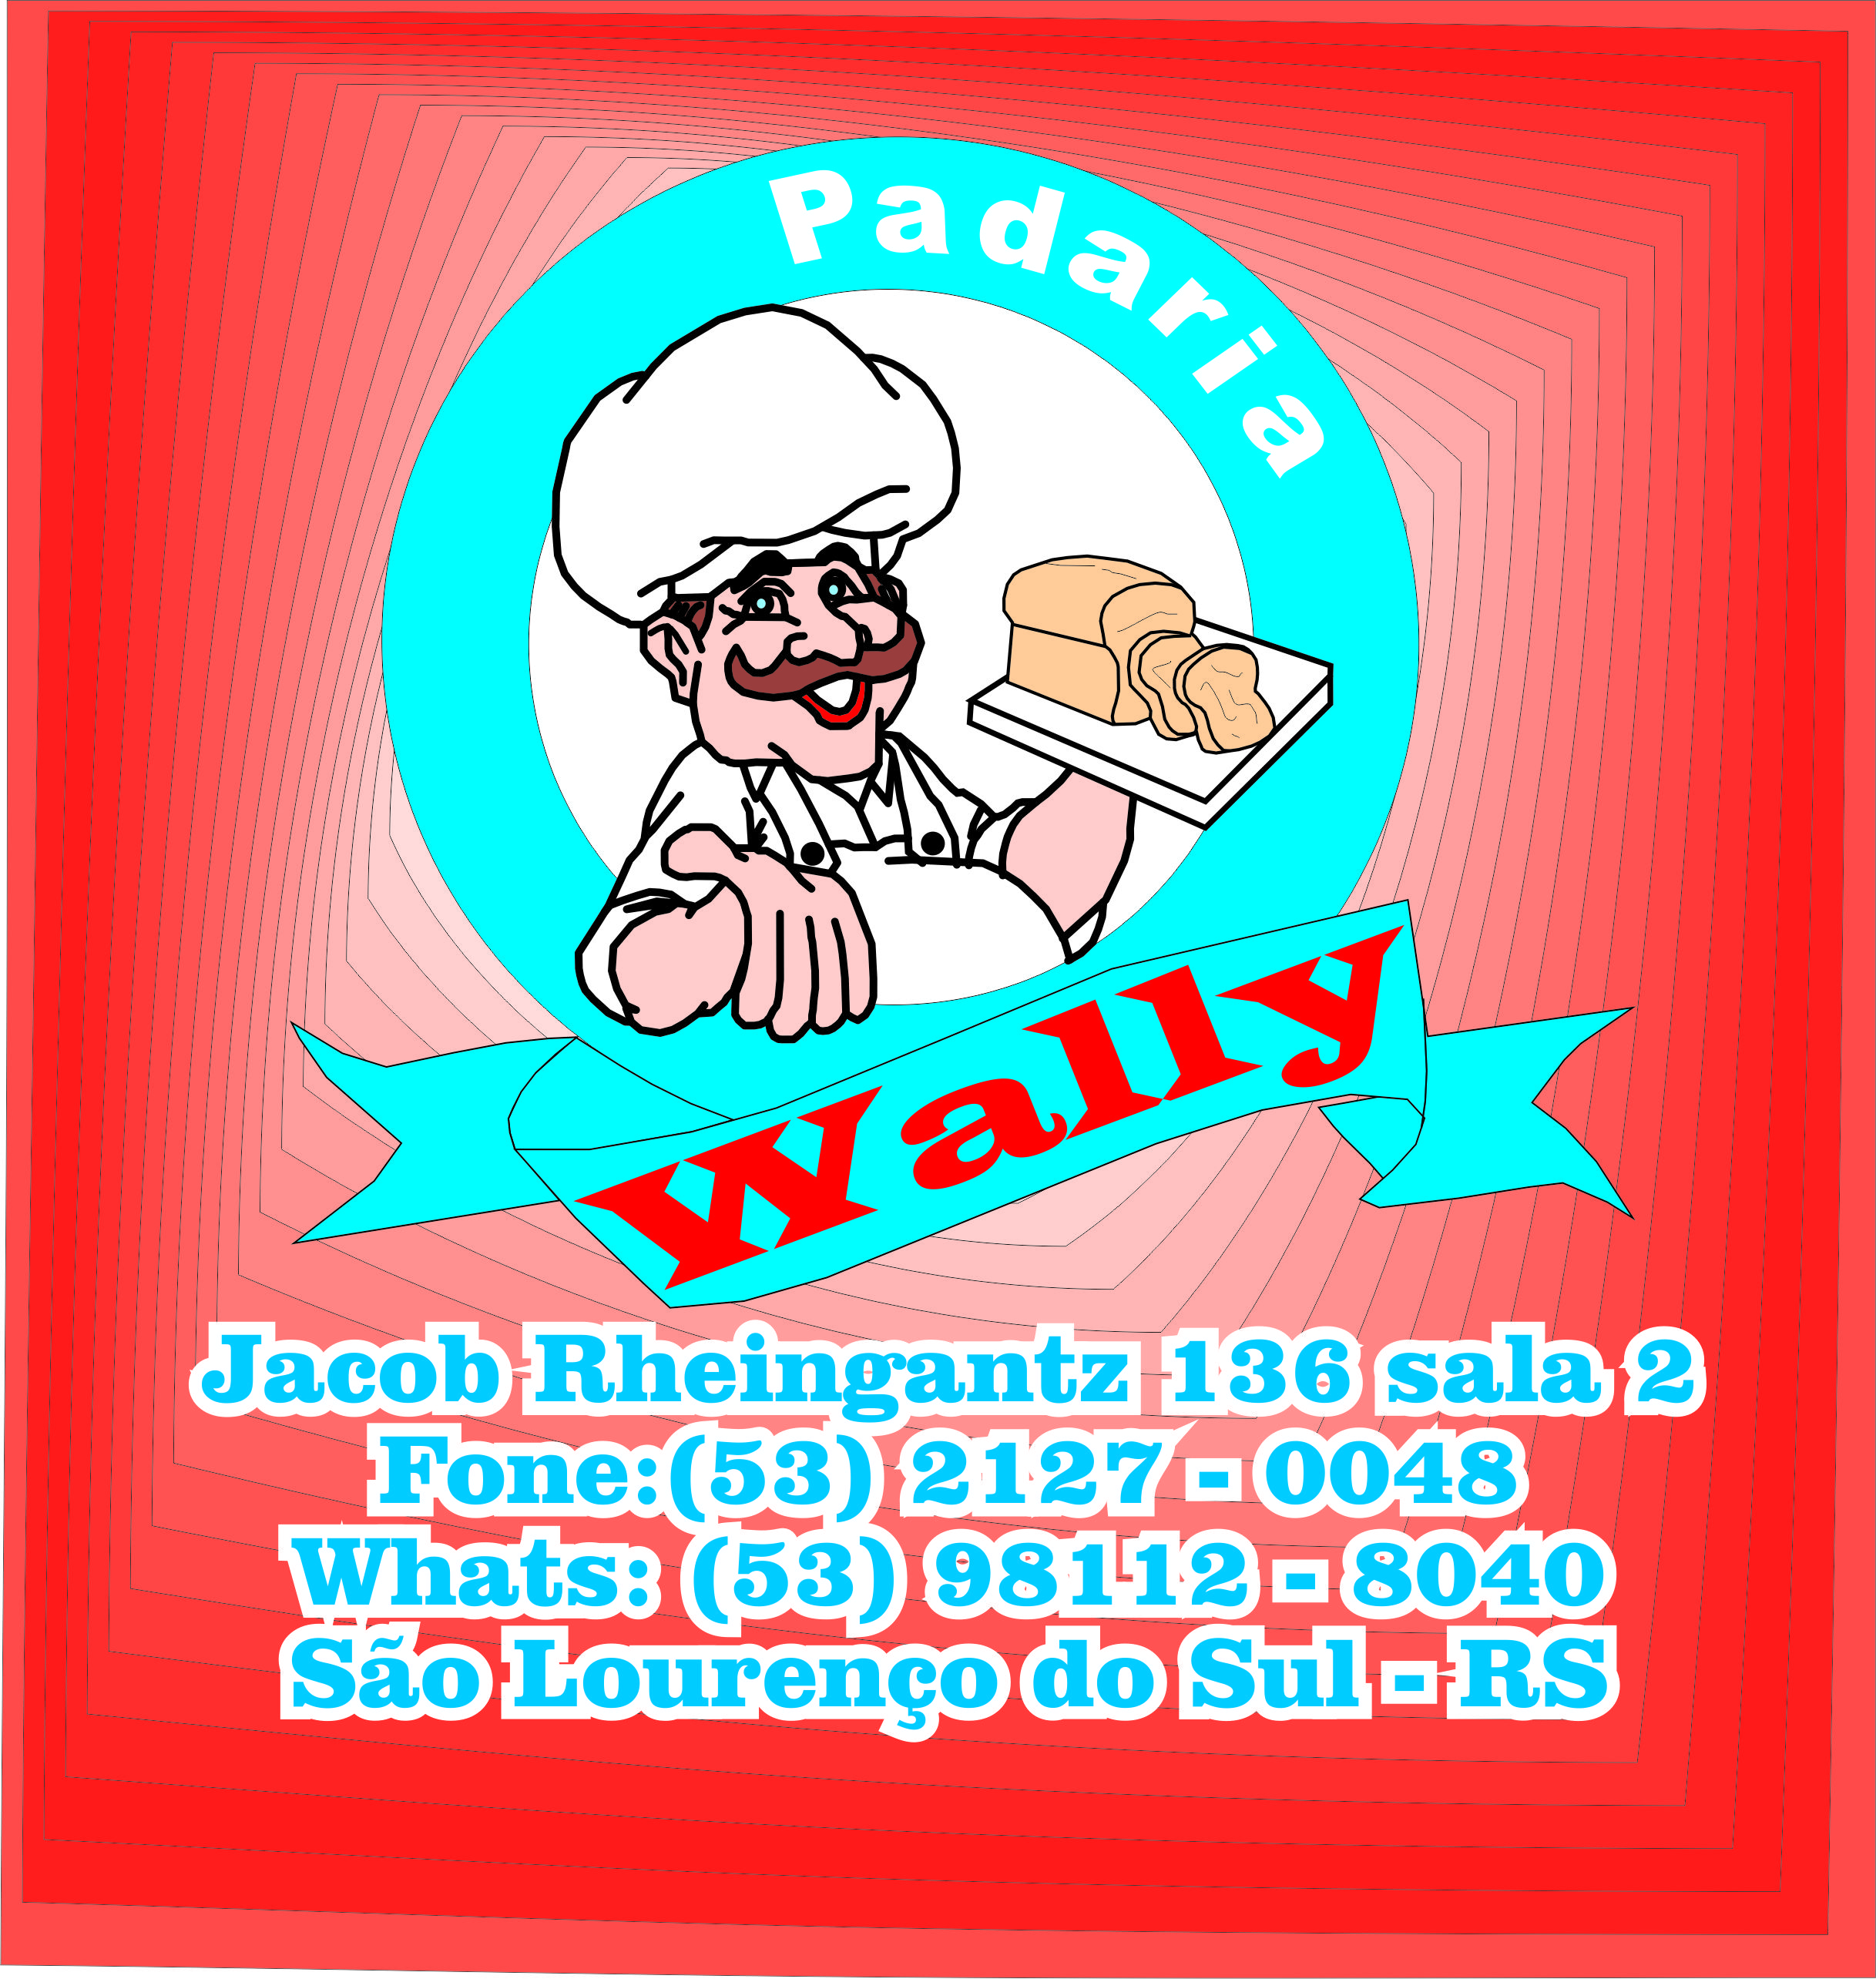 Padaria
Wally
Jacob Rheingantz 136 sala 2
Fone:(53) 2127 - 0048
Whats: (53) 98112 - 8040
São Lourenço do Sul - RS